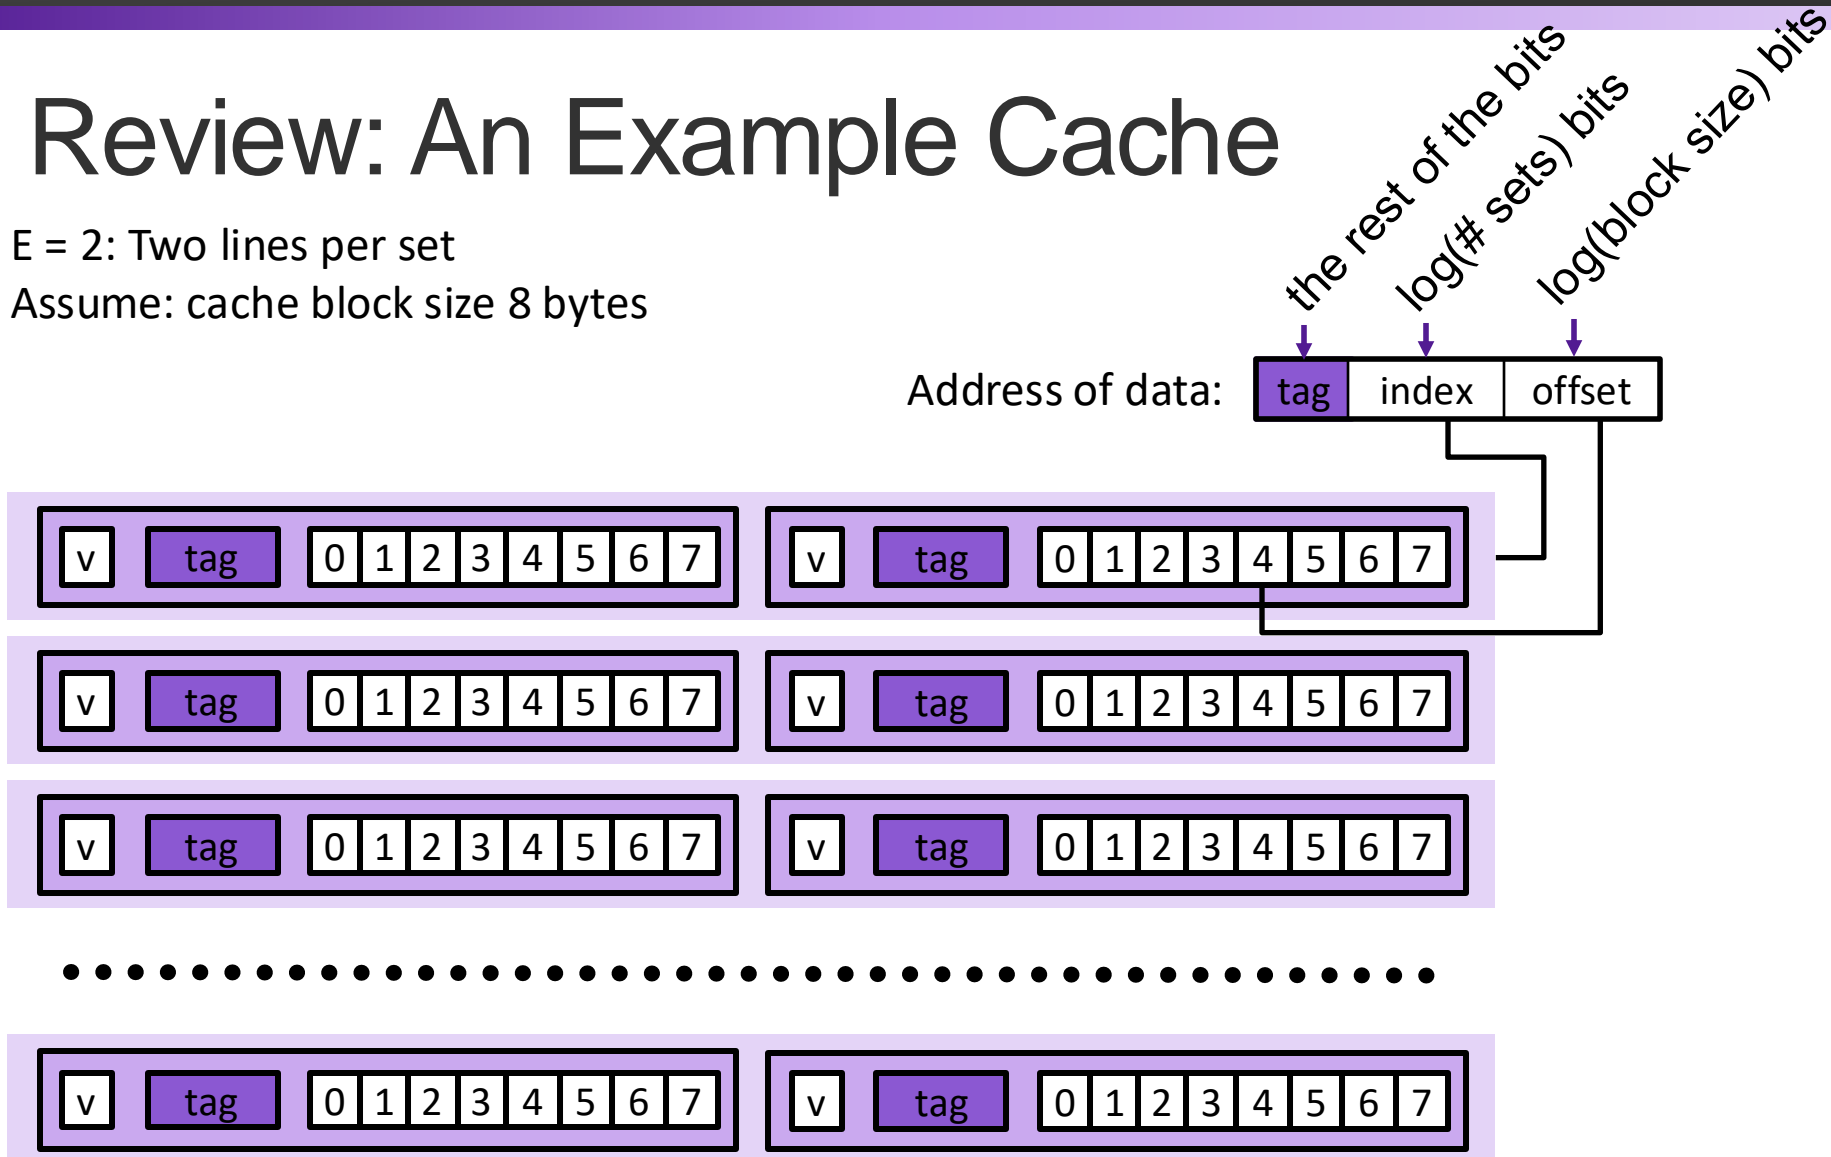 Review: An Example Cache
E = 2: Two lines per set
Assume: cache block size 8 bytes
the rest of the bits
log(# sets) bits
log(block size) bits
Address of data: tag index offset
v tag 0 1 2 3 4 5 6 7 v tag 0 1 2 3 4 5 6 7
v tag 0 1 2 3 4 5 6 7 v tag 0 1 2 3 4 5 6 7
v tag 0 1 2 3 4 5 6 7 v tag 0 1 2 3 4 5 6 7
v tag 0 1 2 3 4 5 6 7 v tag 0 1 2 3 4 5 6 7